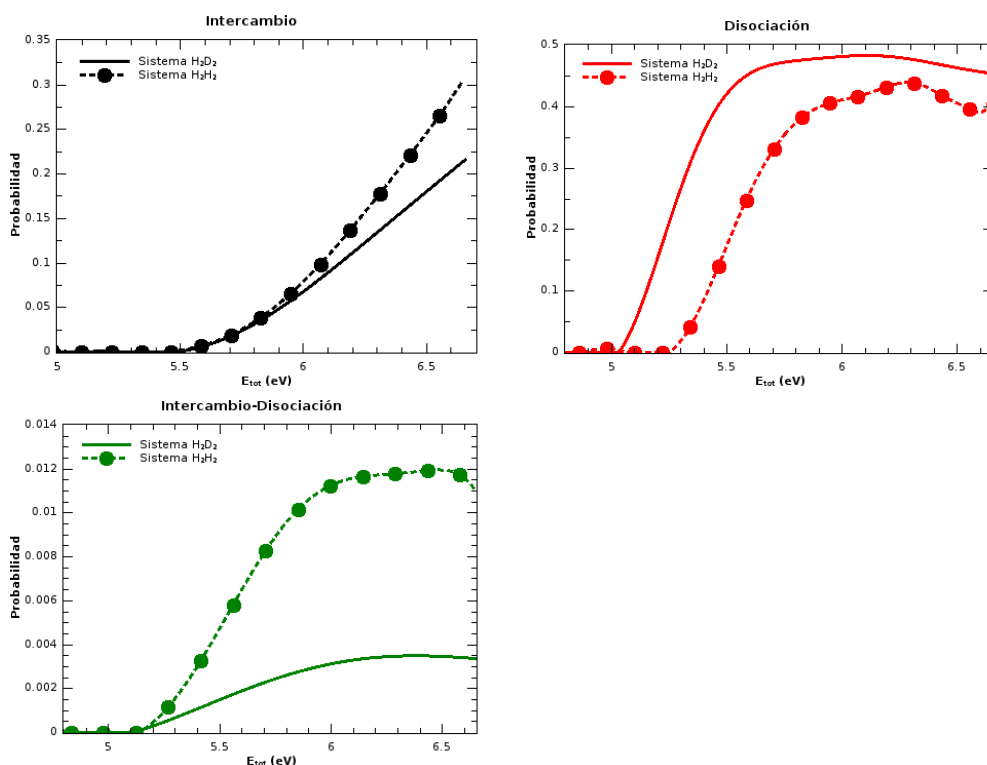 Intercambio
Sistema H₂D₂
Sistema H₂H₂
0.35
0.3
0.25
0.2
0.15
0.1
0.05
0
Probabilidad
5
5.5
6
6.5
Eₜₒₜ (eV)
Disociación
Sistema H₂D₂
Sistema H₂H₂
0.5
0.4
0.3
0.2
0.1
0
Probabilidad
5
5.5
6
6.5
Eₜₒₜ (eV)
Intercambio-Disociación
Sistema H₂D₂
Sistema H₂H₂
0.014
0.012
0.01
0.008
0.006
0.004
0.002
0
Probabilidad
5
5.5
6
6.5
Eₜₒₜ (eV)